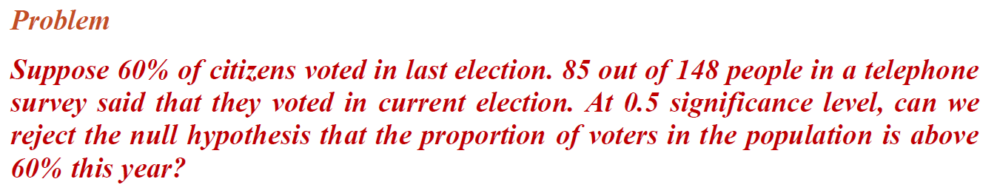 Problem
Suppose 60% of citizens voted in last election. 85 out of 148 people in a telephone
survey said that they voted in current election. At 0.5 significance level, can we
reject the null hypothesis that the proportion of voters in the population is above
60% this year?